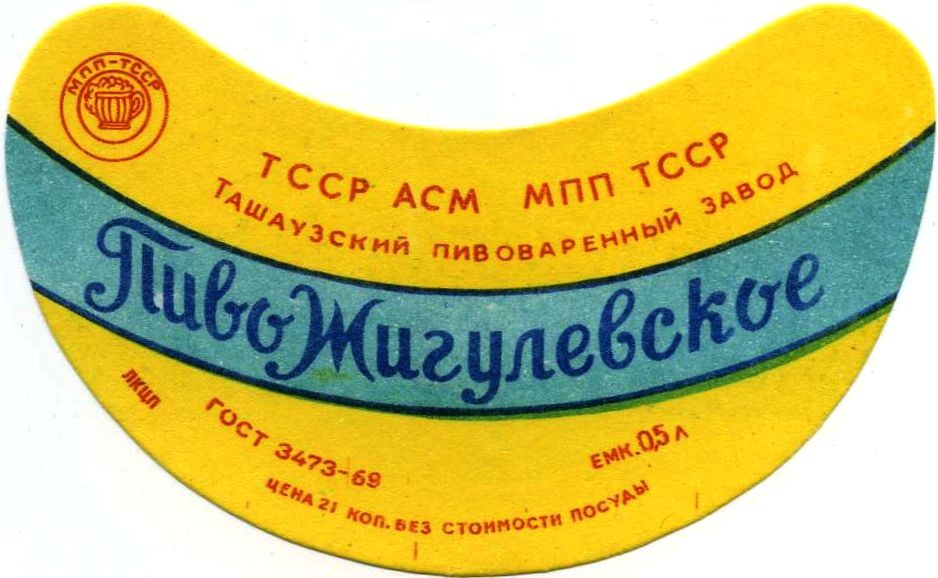 МПП-ТССР
ТССР АСМ МПП ТССР
ТАШАУЗСКИЙ ПИВОВАРЕННЫЙ ЗАВОД
Пиво Жигулевское
ЛКЦЛ
ГОСТ 3473-69
ЕМК. 0,5 Л
ЦЕНА 21 КОП. БЕЗ СТОИМОСТИ ПОСУДЫ